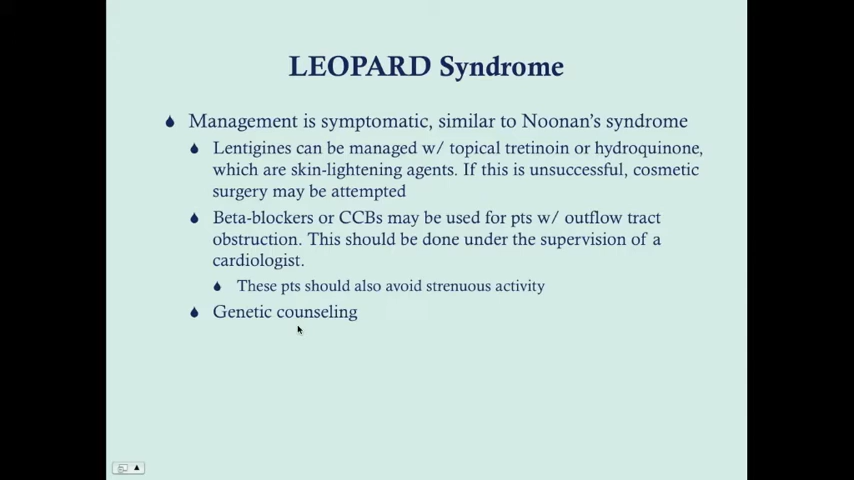 LEOPARD Syndrome
Management is symptomatic, similar to Noonan's syndrome
Lentigines can be managed w/ topical tretinoin or hydroquinone,
which are skin-lightening agents. If this is unsuccessful, cosmetic
surgery may be attempted
Beta-blockers or CCBs may be used for pts w/ outflow tract
obstruction. This should be done under the supervision of a
cardiologist.
These pts should also avoid strenuous activity
Genetic counseling